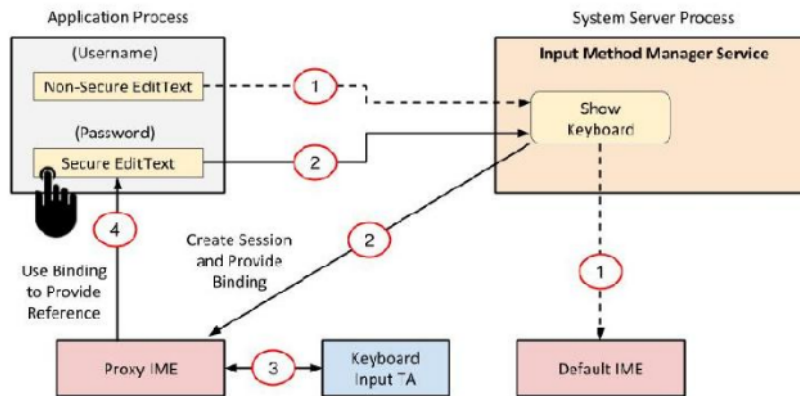 Application Process
System Server Process
(Username)
Non-Secure EditText
(Password)
Secure EditText
Input Method Manager Service
Show
Keyboard
1
2
4
2
1
Create Session
and Provide
Binding
Use Binding
to Provide
Reference
Proxy IME
3
Keyboard
Input TA
Default IME